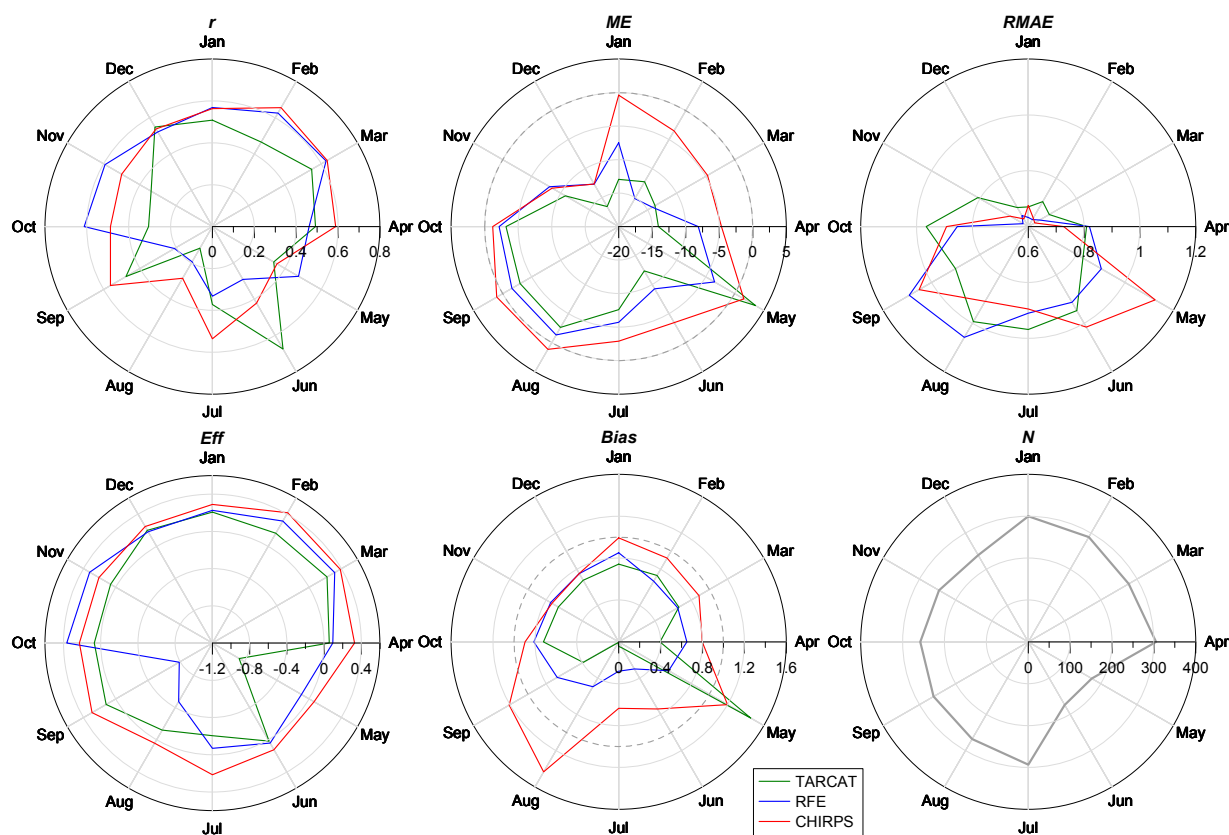 r
Jan
Feb
Mar
Apr
May
Jun
Jul
Aug
Sep
Oct
Nov
Dec
0 0.2 0.4 0.6 0.8
ME
Jan
Feb
Mar
Apr
May
Jun
Jul
Aug
Sep
Oct
Nov
Dec
-20 -15 -10 -5 0 5
RMAE
Jan
Feb
Mar
Apr
May
Jun
Jul
Aug
Sep
Oct
Nov
Dec
0.6 0.8 1 1.2
Eff
Jan
Feb
Mar
Apr
May
Jun
Jul
Aug
Sep
Oct
Nov
Dec
-1.2 -0.8 -0.4 0 0.4
Bias
Jan
Feb
Mar
Apr
May
Jun
Jul
Aug
Sep
Oct
Nov
Dec
0 0.4 0.8 1.2 1.6
N
Jan
Feb
Mar
Apr
May
Jun
Jul
Aug
Sep
Oct
Nov
Dec
0 100 200 300 400
TARCAT
RFE
CHIRPS